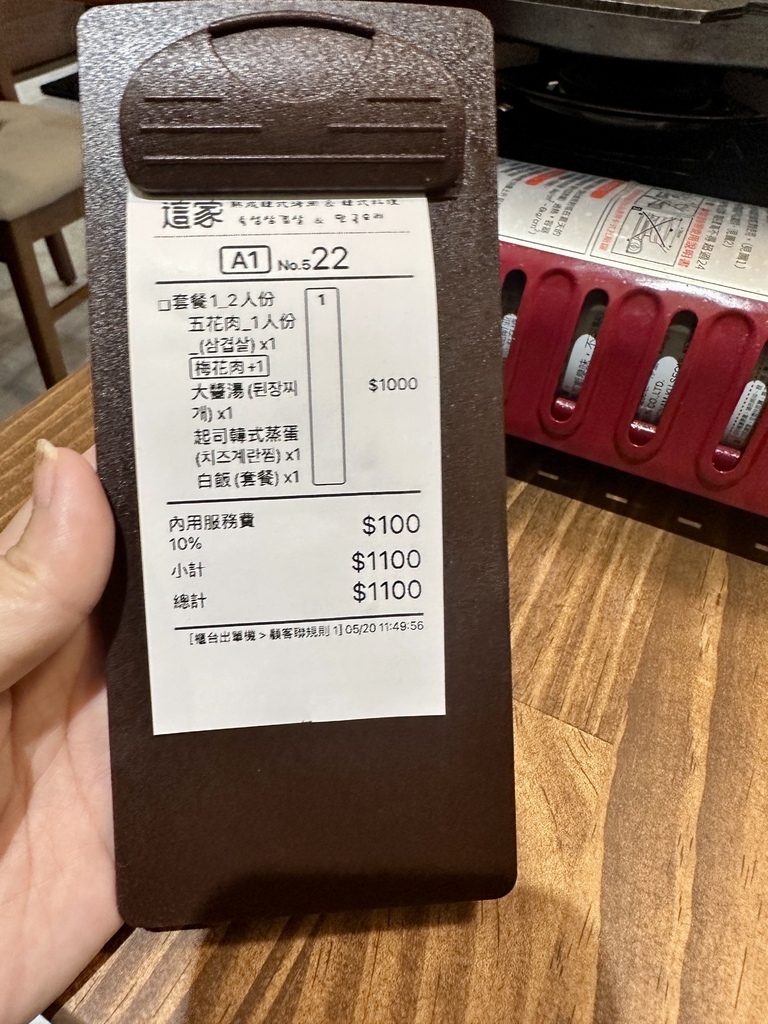 這家
A1 No.522
套餐1_2人份 1 $1000
五花肉_1人份
_(삼겹살) x1
梅花肉+1
大醬湯 (된장찌
개) x1
起司韓式蒸蛋
(치즈계란찜) x1
白飯 (套餐) x1
內用服務費 $100
10%
小計 $1100
總計 $1100
[櫃台出單機 > 顧客聯規則 1] 05/20 11:49:56